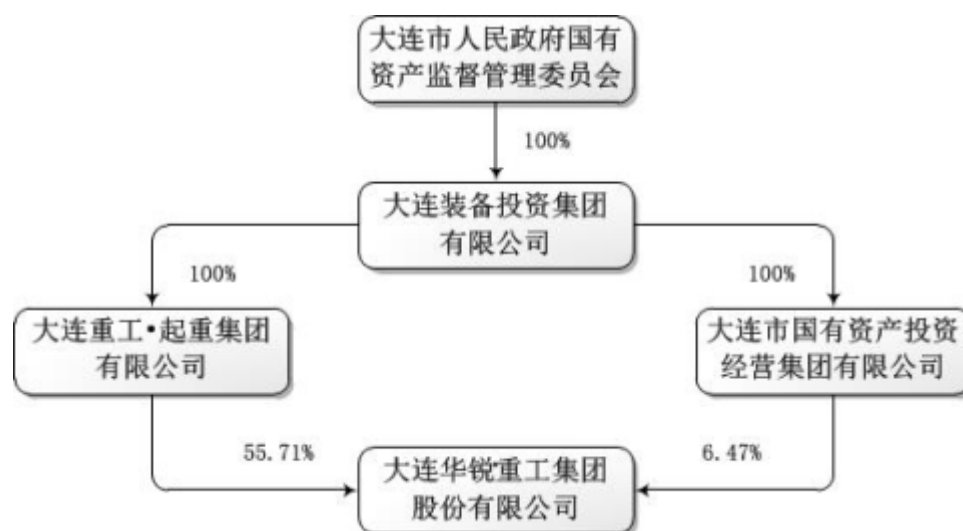 大连市人民政府国有
资产监督管理委员会
100%
大连装备投资集团
有限公司
100%
100%
大连重工•起重集团
有限公司
大连市国有资产投资
经营集团有限公司
55.71%
6.47%
大连华锐重工集团
股份有限公司